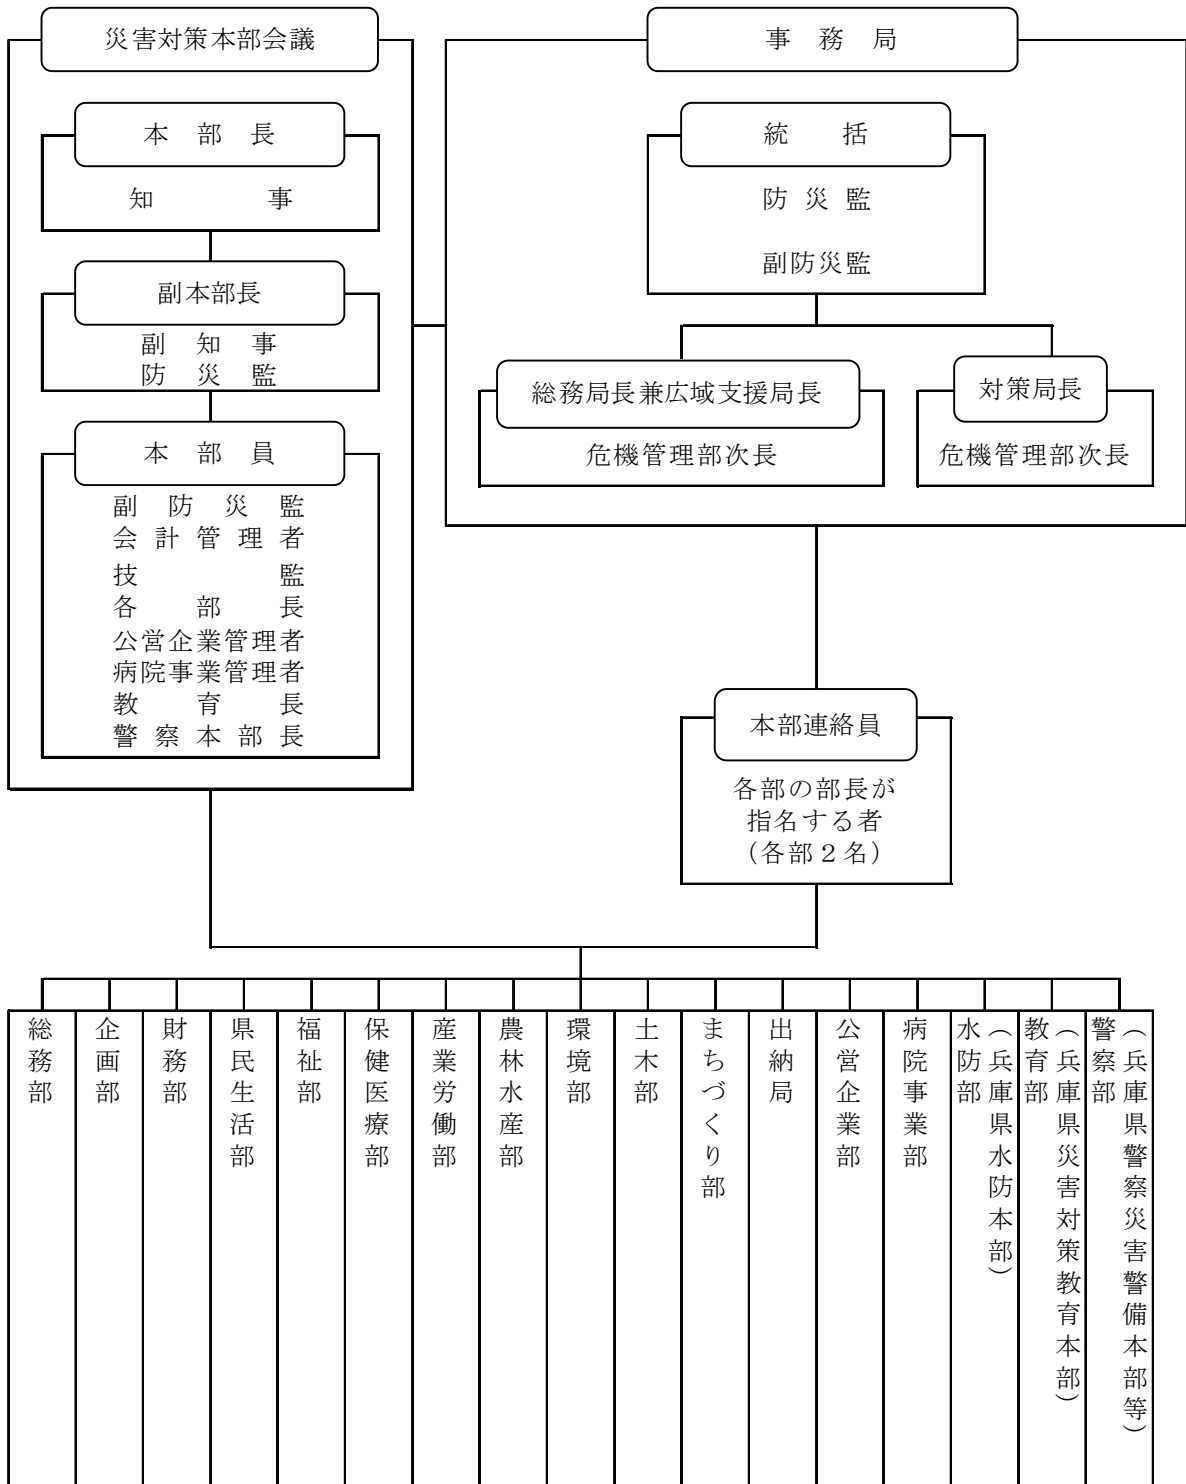 災害対策本部会議
本部長
知事
副本部長
副知事
防災監
本部員
副防災監
会計管理者
技監
各部長
公営企業管理者
病院事業管理者
教育長
警察本部長
事務局
統括
防災監
副防災監
総務局長兼広域支援局長
危機管理部次長
対策局長
危機管理部次長
本部連絡員
各部の部長が
指名する者
（各部２名）
総務部
企画部
財務部
県民生活部
福祉部
保健医療部
産業労働部
農林水産部
環境部
土木部
まちづくり部
出納局
公営企業部
病院事業部
水防部
（兵庫県水防本部）
教育部
（兵庫県災害対策教育本部）
警察部
（兵庫県警察災害警備本部等）